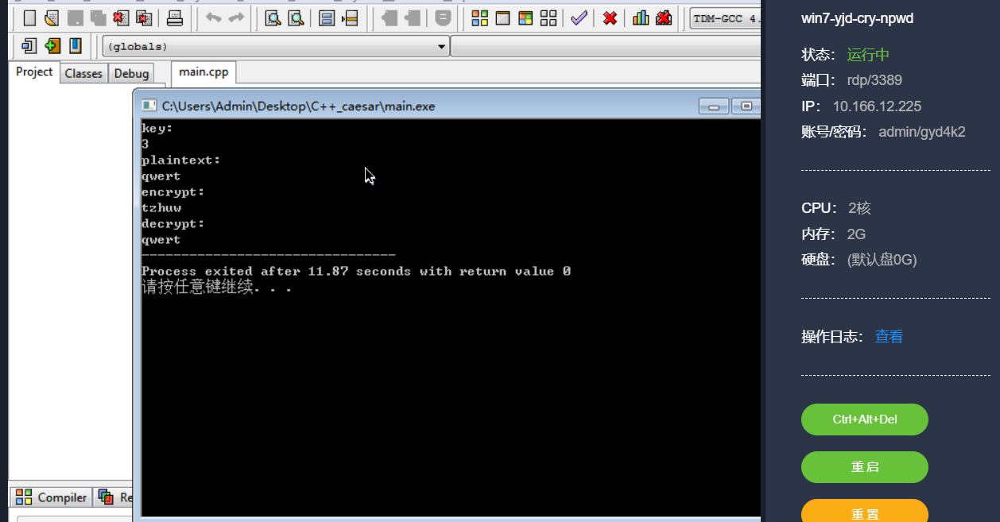 TDM-GCC 4.
(globals)
Project Classes Debug main.cpp
C:\Users\Admin\Desktop\C++_caesar\main.exe
key:
3
plaintext:
qwert
encrypt:
tzhuw
decrypt:
qwert
--------------------------------
Process exited after 11.87 seconds with return value 0
请按任意键继续. . .
Compiler Re
win7-yjd-cry-npwd
状态： 运行中
端口： rdp/3389
IP： 10.166.12.225
账号/密码： admin/gyd4k2
CPU： 2核
内存： 2G
硬盘： (默认盘0G)
操作日志： 查看
Ctrl+Alt+Del
重启
重置